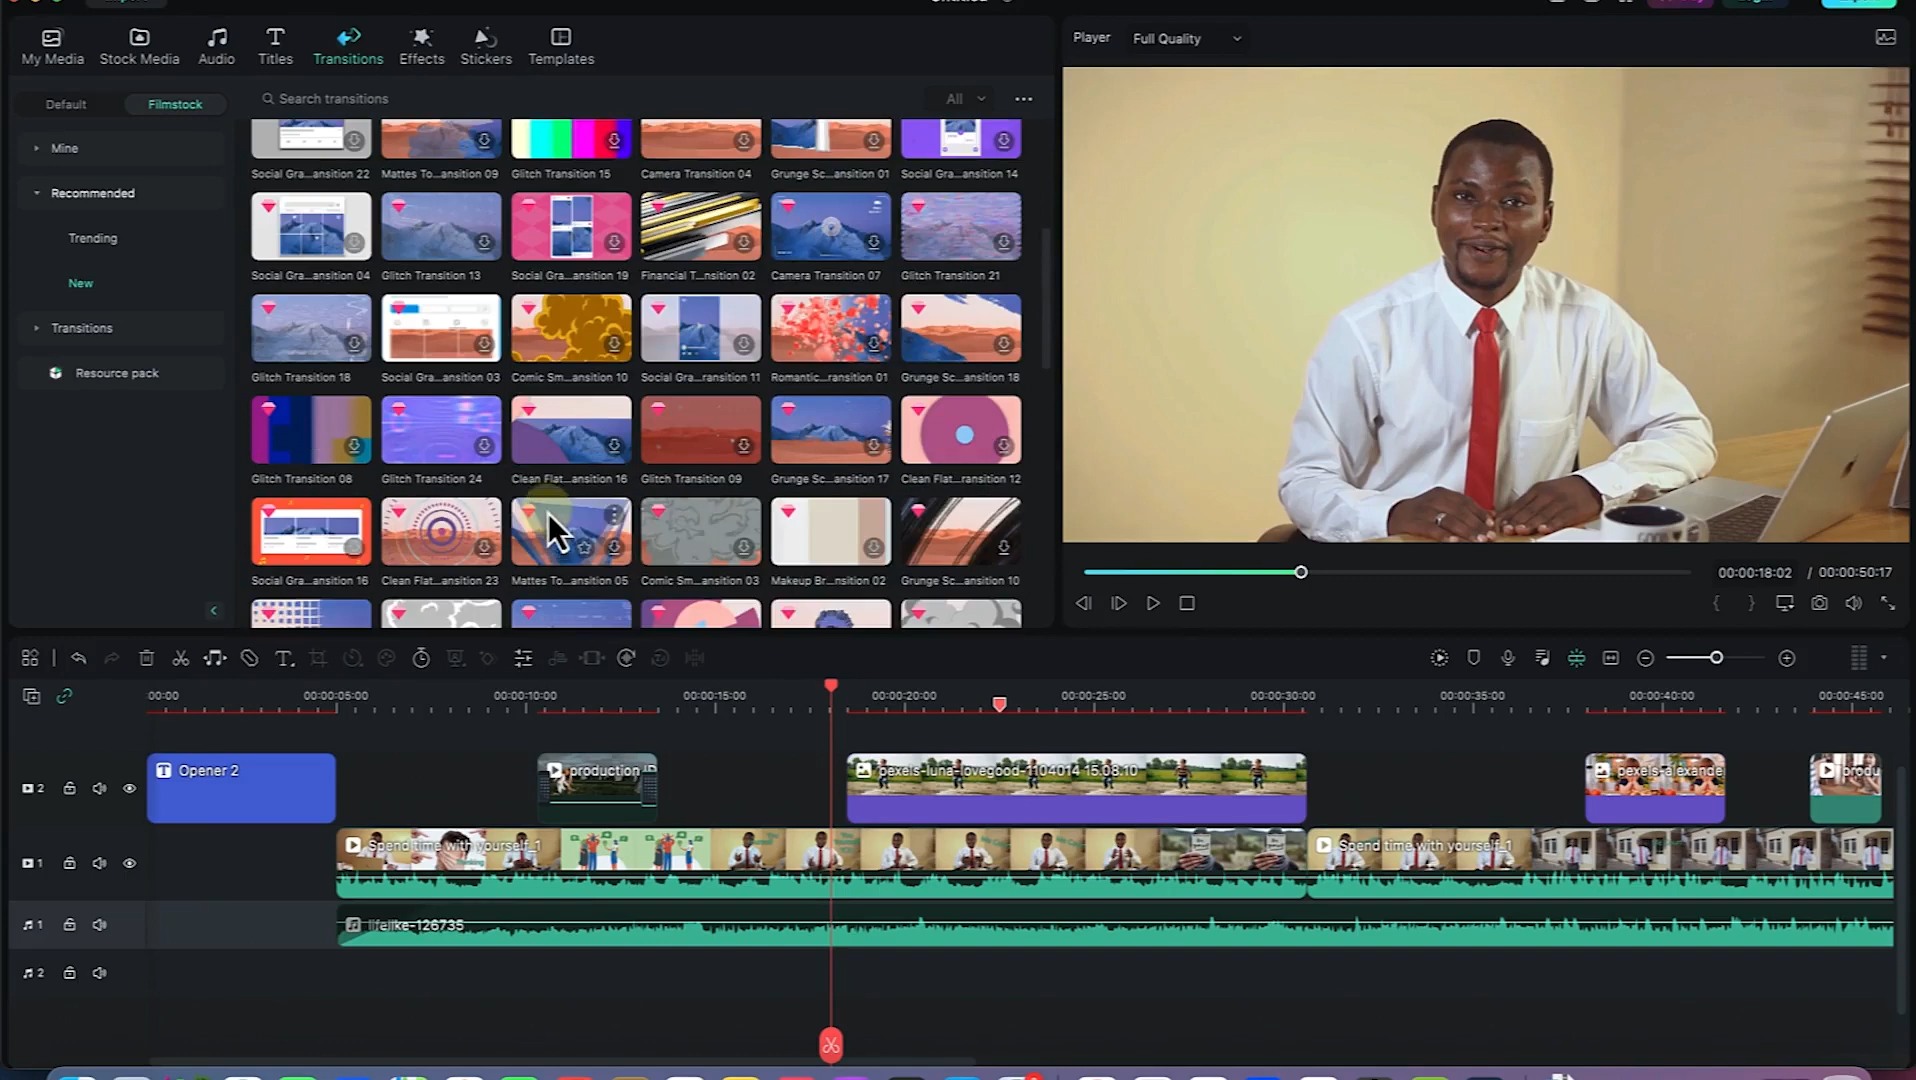 Player
Full Quality
My Media
Stock Media
Audio
Titles
Transitions
Effects
Stickers
Templates
Default
Filmstock
Search transitions
All
Mine
Recommended
Trending
New
Transitions
Resource pack
Social Gra...ansition 22
Mattes To...ansition 09
Glitch Transition 15
Camera Transition 04
Grunge Sc...ansition 01
Social Gra...ansition 14
Social Gra...ansition 04
Glitch Transition 13
Social Gra...ansition 19
Financial T...nsition 02
Camera Transition 07
Glitch Transition 21
Glitch Transition 18
Social Gra...ansition 03
Comic Sm...ansition 10
Social Gra...ransition 11
Romantic...ransition 01
Grunge Sc...ansition 18
Glitch Transition 08
Glitch Transition 24
Clean Flat...ansition 16
Glitch Transition 09
Grunge Sc...ansition 17
Clean Flat...ransition 12
Social Gra...ansition 16
Clean Flat...ansition 23
Mattes To...ansition 05
Comic Sm...ansition 03
Makeup Br...nsition 02
Grunge Sc...ansition 10
00:00:18:02 / 00:00:50:17
:00:00
00:00:05:00
00:00:10:00
00:00:15:00
00:00:20:00
00:00:25:00
00:00:30:00
00:00:35:00
00:00:40:00
00:00:45:00
2
Opener 2
production ID
pexels-luna-lovegood-1104014 15.08.10
pexels-alexande
produ
1
Spend time with yourself_1
Spend time with yourself_1
1
lifelike-126735
2